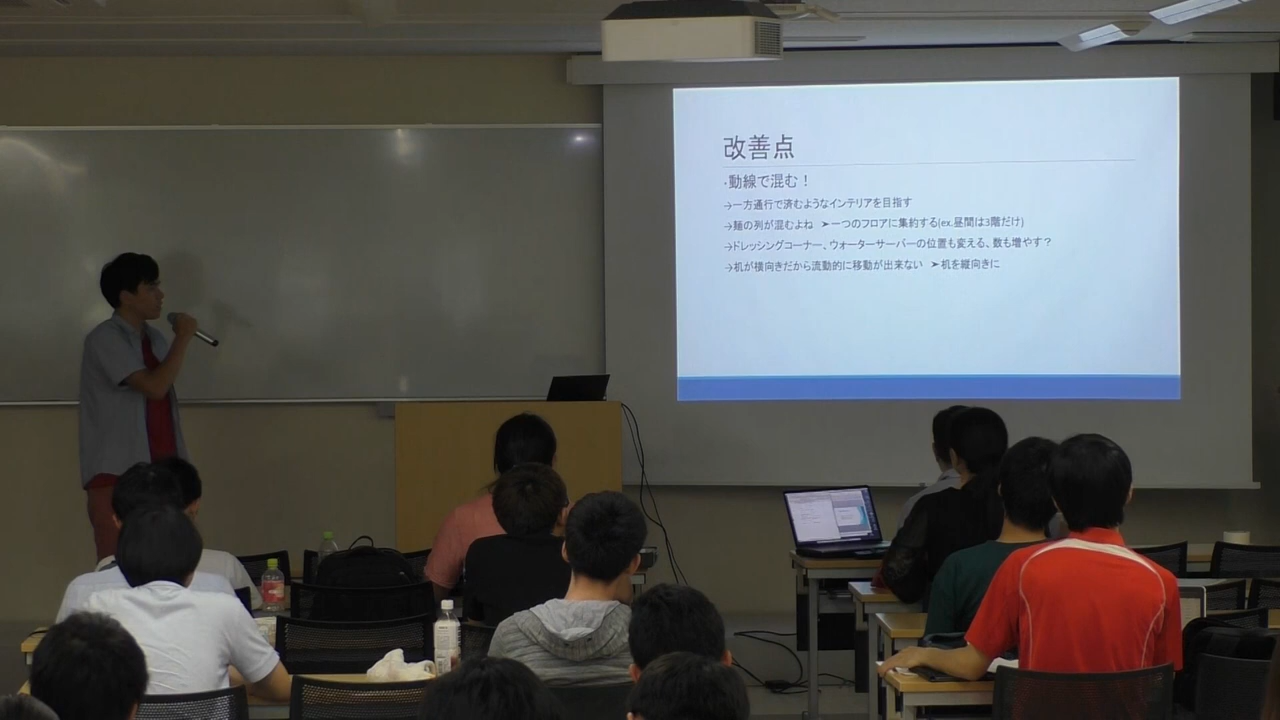 改善点
・動線で混む！
→一方通行で済むようなインテリアを目指す
→麺の列が混むよね ➤一つのフロアに集約する(ex.昼間は3階だけ)
→ドレッシングコーナー、ウォーターサーバーの位置も変える、数も増やす？
→机が横向きだから流動的に移動が出来ない ➤机を縦向きに